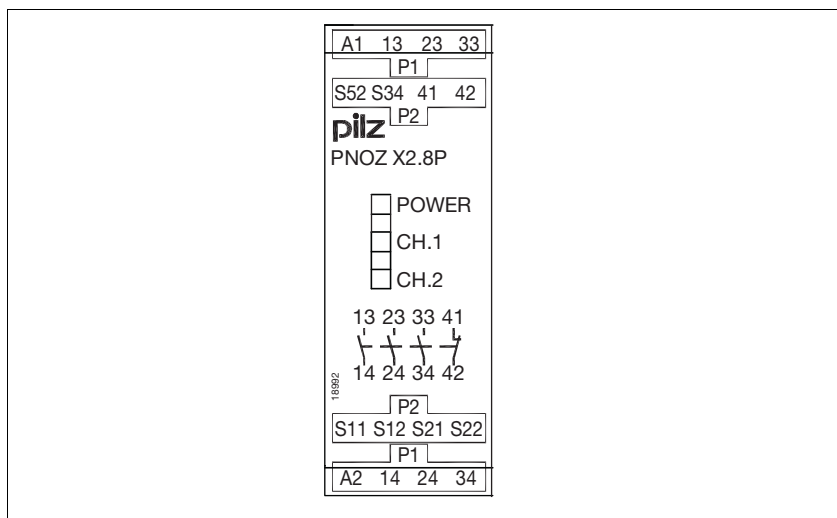 A1 13 23 33
P1
S52 S34 41 42
P2
pilz
PNOZ X2.8P
POWER
CH.1
CH.2
13 23 33 41
14 24 34 42
18992
P2
S11 S12 S21 S22
P1
A2 14 24 34